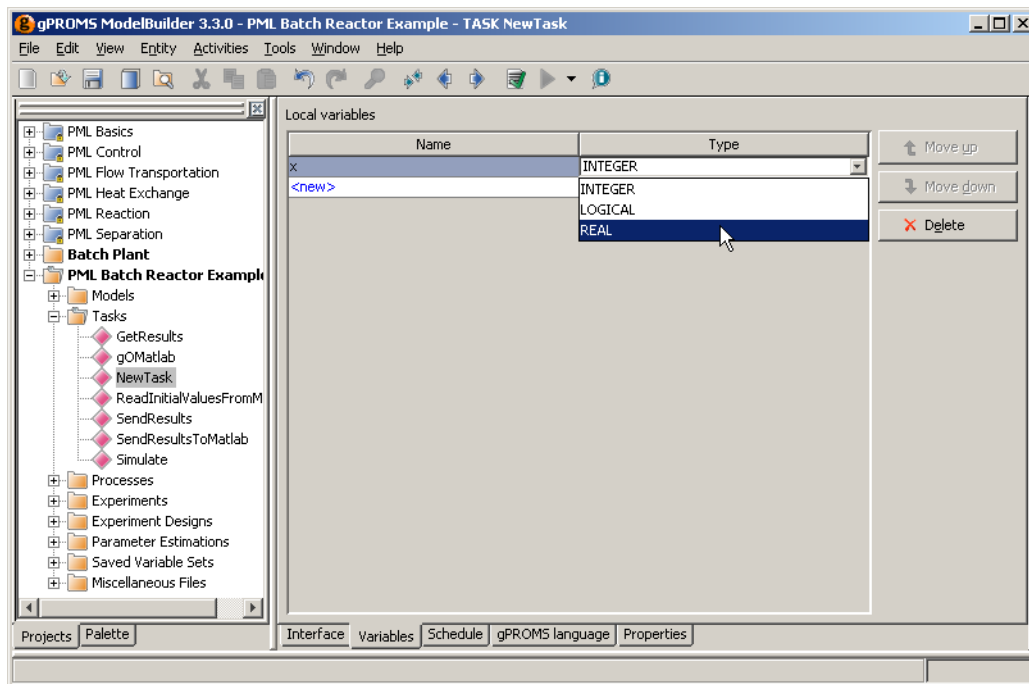 gPROMS ModelBuilder 3.3.0 - PML Batch Reactor Example - TASK NewTask
File Edit View Entity Activities Tools Window Help
PML Basics
PML Control
PML Flow Transportation
PML Heat Exchange
PML Reaction
PML Separation
Batch Plant
PML Batch Reactor Example
Models
Tasks
GetResults
gOMatlab
NewTask
ReadInitialValuesFromM
SendResults
SendResultsToMatlab
Simulate
Processes
Experiments
Experiment Designs
Parameter Estimations
Saved Variable Sets
Miscellaneous Files
Projects Palette
Local variables
Name Type
x INTEGER
<new>
INTEGER
LOGICAL
REAL
Move up
Move down
Delete
Interface Variables Schedule gPROMS language Properties